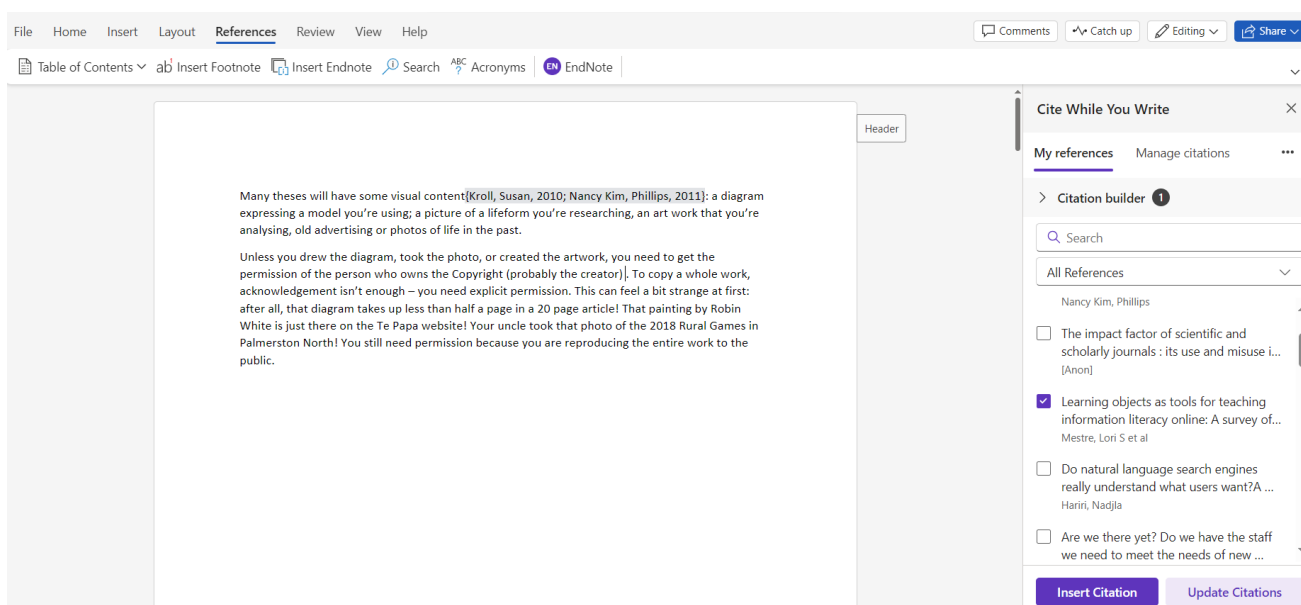 File Home Insert Layout References Review View Help
Comments Catch up Editing Share
Table of Contents ab Insert Footnote Insert Endnote Search ABC ? Acronyms EN EndNote
Header
Many theses will have some visual content{Kroll, Susan, 2010; Nancy Kim, Phillips, 2011}: a diagram
expressing a model you're using; a picture of a lifeform you're researching, an art work that you're
analysing, old advertising or photos of life in the past.
Unless you drew the diagram, took the photo, or created the artwork, you need to get the
permission of the person who owns the Copyright (probably the creator) . To copy a whole work,
acknowledgement isn't enough – you need explicit permission. This can feel a bit strange at first:
after all, that diagram takes up less than half a page in a 20 page article! That painting by Robin
White is just there on the Te Papa website! Your uncle took that photo of the 2018 Rural Games in
Palmerston North! You still need permission because you are reproducing the entire work to the
public.
Cite While You Write
My references Manage citations ...
Citation builder 1
Search
All References
Nancy Kim, Phillips
The impact factor of scientific and
scholarly journals : its use and misuse i...
[Anon]
Learning objects as tools for teaching
information literacy online: A survey of...
Mestre, Lori S et al
Do natural language search engines
really understand what users want?A ...
Hariri, Nadjla
Are we there yet? Do we have the staff
we need to meet the needs of new ...
Insert Citation Update Citations